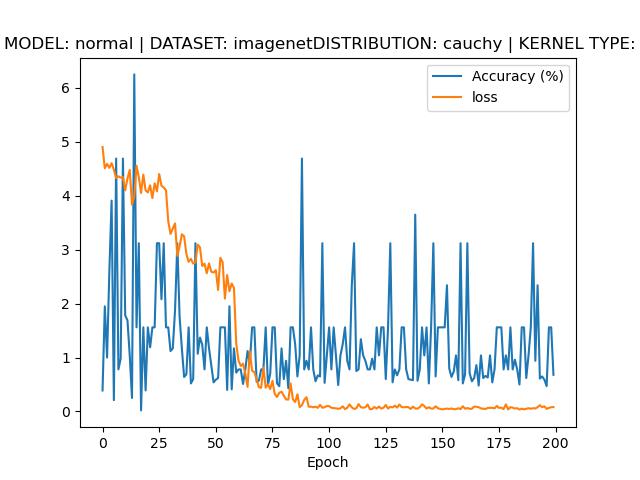 MODEL: normal | DATASET: imagenetDISTRIBUTION: cauchy | KERNEL TYPE:
Accuracy (%)
loss
6
5
4
3
2
1
0
0 25 50 75 100 125 150 175 200
Epoch